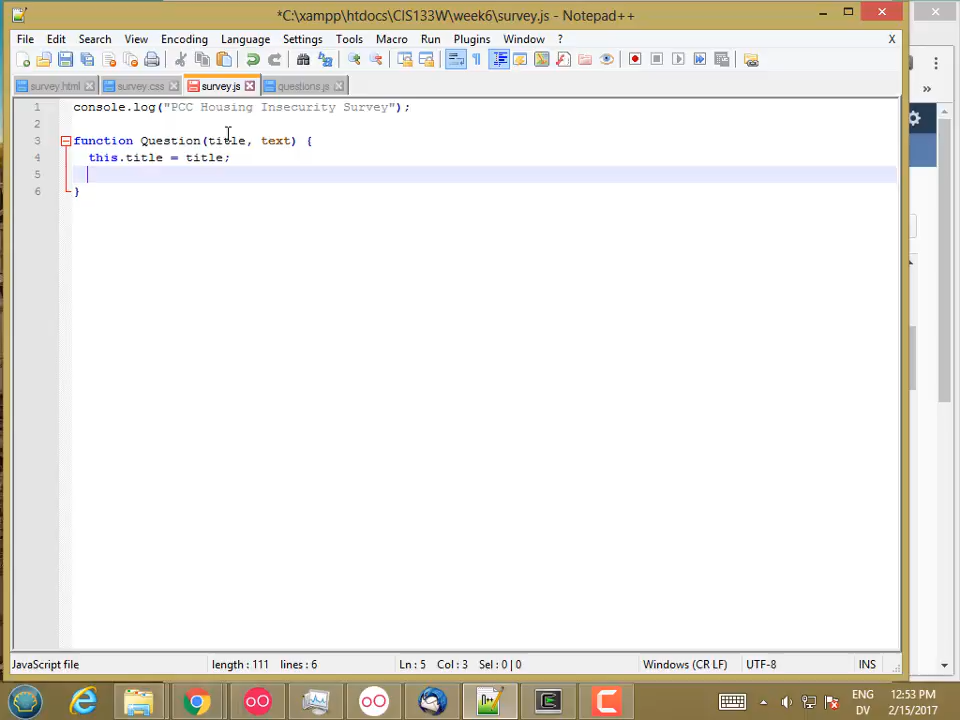 *C:\xampp\htdocs\CIS133W\week6\survey.js - Notepad++
File Edit Search View Encoding Language Settings Tools Macro Run Plugins Window ? X
survey.html survey.css survey.js questions.js
1 console.log("PCC Housing Insecurity Survey");
2
3 function Question(title, text) {
4 this.title = title;
5
6 }
JavaScript file length : 111 lines : 6 Ln : 5 Col : 3 Sel : 0 | 0 Windows (CR LF) UTF-8 INS
ENG 12:53 PM
DV 2/15/2017